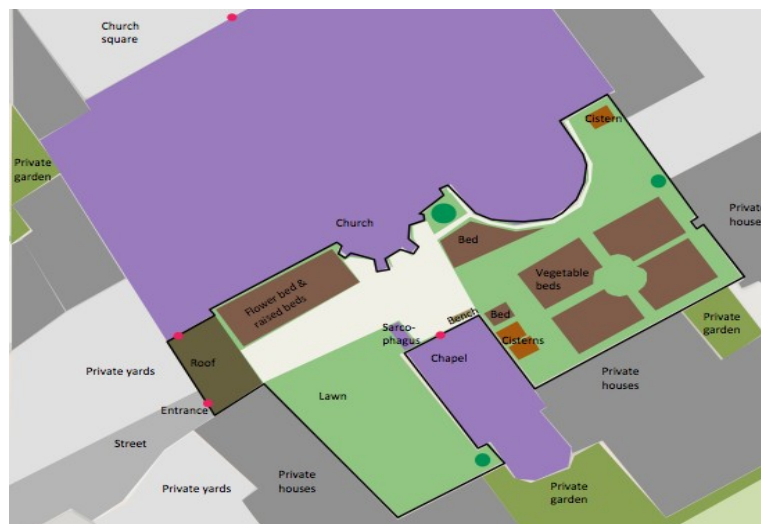 Church
square
Cistern
Private
garden
Private
houses
Church
Bed
Flower bed &
raised beds
Vegetable
beds
Bench
Bed
Sarco-
phagus
Cisterns
Private
garden
Roof
Chapel
Private yards
Private
houses
Lawn
Entrance
Street
Private yards
Private
houses
Private
garden